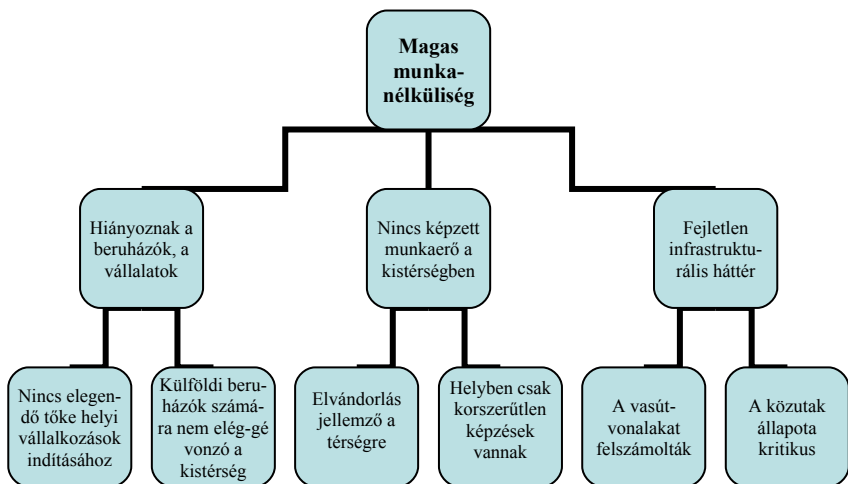 Magas
munka-
nélküliség
Hiányoznak a
beruházók, a
vállalatok
Nincs képzett
munkaerő a
kistérségben
Fejletlen
infrastruktu-
rális háttér
Nincs elegen-
dő tőke helyi
vállalkozások
indításához
Külföldi beru-
házók számá-
ra nem elég-gé
vonzó a
kistérség
Elvándorlás
jellemző a
térségre
Helyben csak
korszerűtlen
képzések
vannak
A vasút-
vonalakat
felszámolták
A közutak
állapota
kritikus